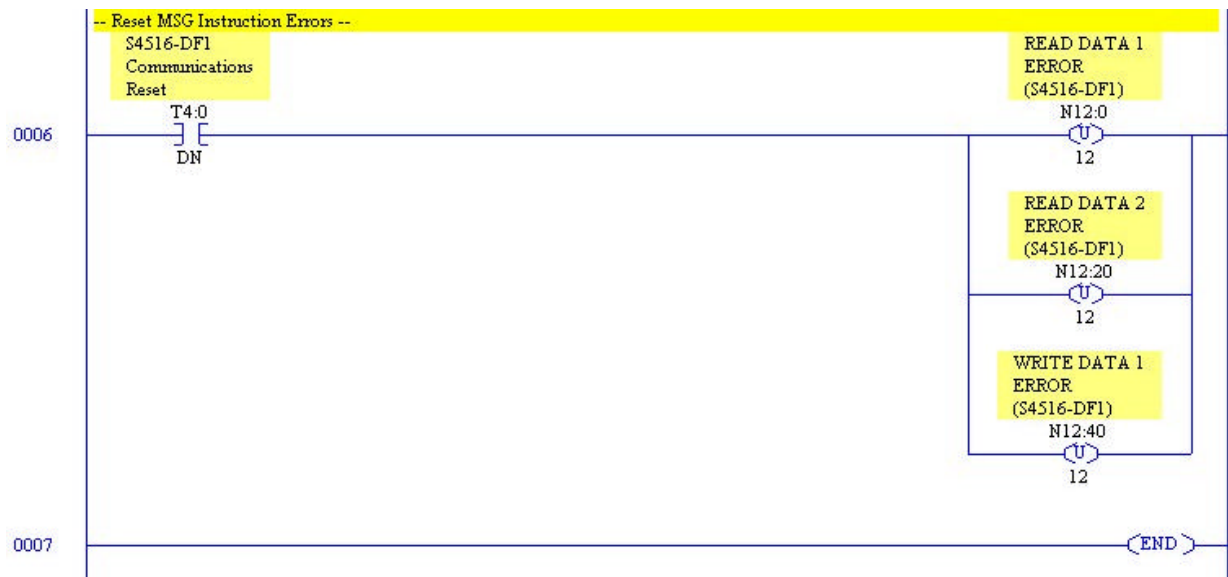 -- Reset MSG Instruction Errors --
S4516-DF1
Communications
Reset
T4:0
DN
0006
READ DATA 1
ERROR
(S4516-DF1)
N12:0
U
12
READ DATA 2
ERROR
(S4516-DF1)
N12:20
U
12
WRITE DATA 1
ERROR
(S4516-DF1)
N12:40
U
12
0007
END